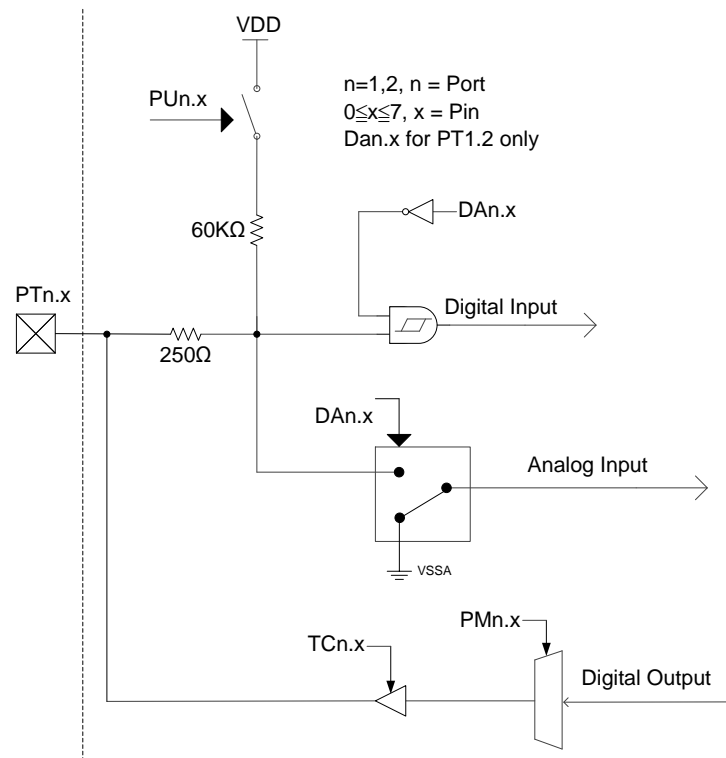 VDD
PUn.x
n=1,2, n = Port
0≦x≦7, x = Pin
Dan.x for PT1.2 only
60KΩ
DAn.x
PTn.x
Digital Input
250Ω
DAn.x
Analog Input
VSSA
PMn.x
TCn.x
Digital Output